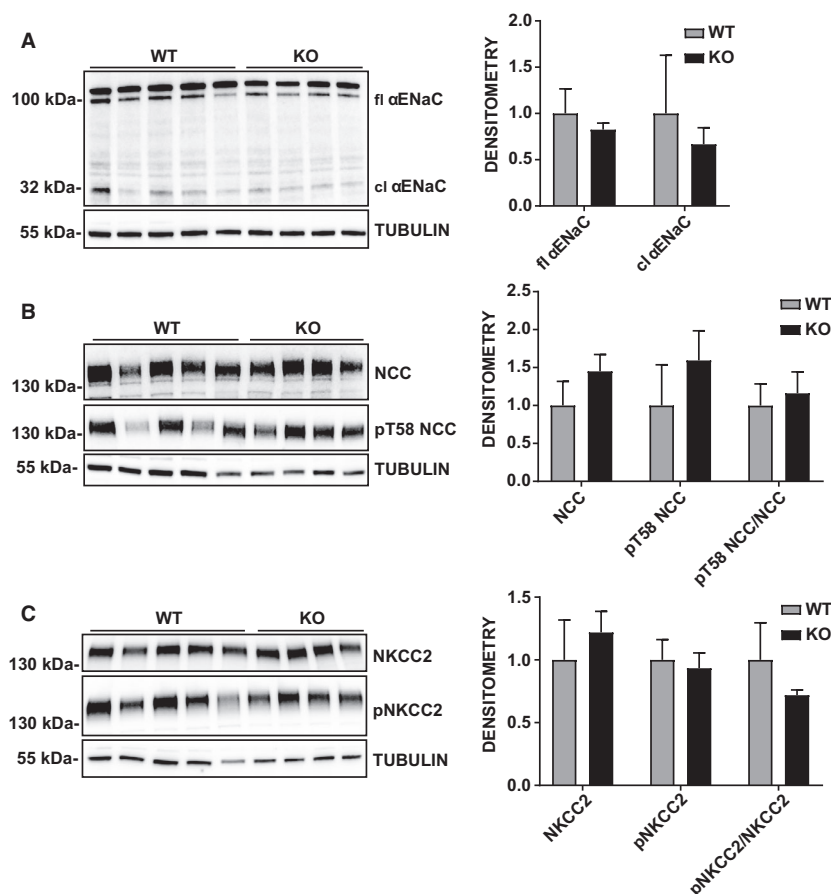 A
WT KO
100 kDa-
fl αENaC
32 kDa-
cl αENaC
55 kDa-
TUBULIN
DENSITOMETRY
2.0
1.5
1.0
0.5
0.0
WT
KO
fl αENaC
cl αENaC
B
WT KO
130 kDa-
NCC
130 kDa-
pT58 NCC
55 kDa-
TUBULIN
DENSITOMETRY
2.5
2.0
1.5
1.0
0.5
0.0
WT
KO
NCC
pT58 NCC
pT58 NCC/NCC
C
WT KO
130 kDa-
NKCC2
130 kDa-
pNKCC2
55 kDa-
TUBULIN
DENSITOMETRY
1.5
1.0
0.5
0.0
WT
KO
NKCC2
pNKCC2
pNKCC2/NKCC2